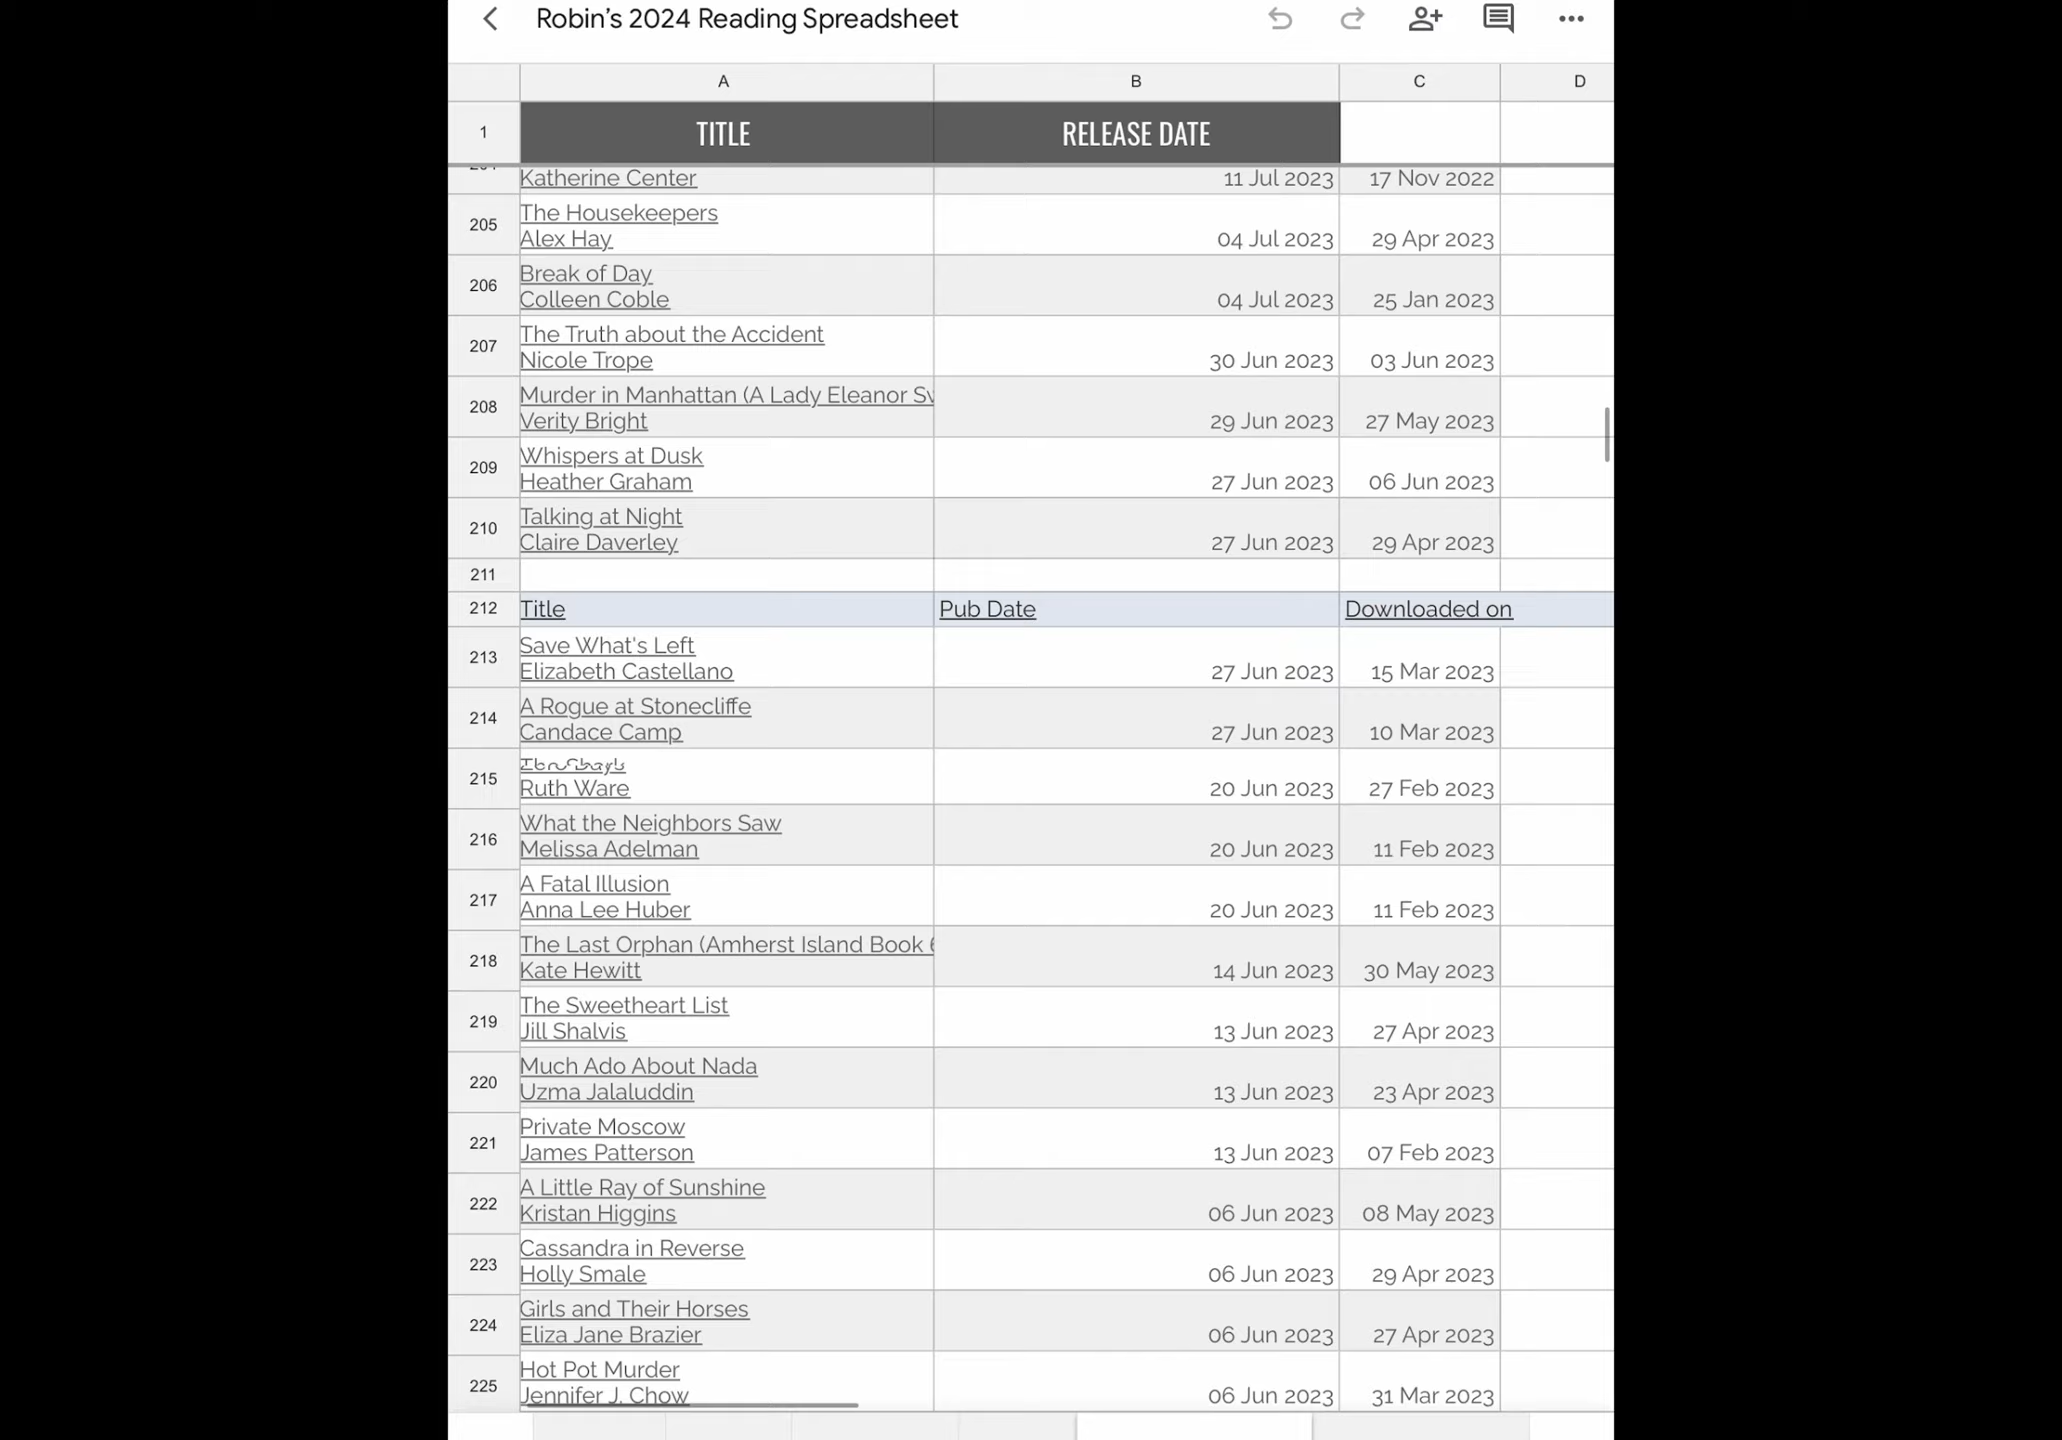 Robin's 2024 Reading Spreadsheet
A B C D
1 TITLE RELEASE DATE
Katherine Center 11 Jul 2023 17 Nov 2022
205 The Housekeepers
Alex Hay 04 Jul 2023 29 Apr 2023
206 Break of Day
Colleen Coble 04 Jul 2023 25 Jan 2023
207 The Truth about the Accident
Nicole Trope 30 Jun 2023 03 Jun 2023
208 Murder in Manhattan (A Lady Eleanor
Verity Bright 29 Jun 2023 27 May 2023
209 Whispers at Dusk
Heather Graham 27 Jun 2023 06 Jun 2023
210 Talking at Night
Claire Daverley 27 Jun 2023 29 Apr 2023
211
212 Title Pub Date Downloaded on
213 Save What's Left
Elizabeth Castellano 27 Jun 2023 15 Mar 2023
214 A Rogue at Stonecliffe
Candace Camp 27 Jun 2023 10 Mar 2023
215
Ruth Ware 20 Jun 2023 27 Feb 2023
216 What the Neighbors Saw
Melissa Adelman 20 Jun 2023 11 Feb 2023
217 A Fatal Illusion
Anna Lee Huber 20 Jun 2023 11 Feb 2023
218 The Last Orphan (Amherst Island Book
Kate Hewitt 14 Jun 2023 30 May 2023
219 The Sweetheart List
Jill Shalvis 13 Jun 2023 27 Apr 2023
220 Much Ado About Nada
Uzma Jalaluddin 13 Jun 2023 23 Apr 2023
221 Private Moscow
James Patterson 13 Jun 2023 07 Feb 2023
222 A Little Ray of Sunshine
Kristan Higgins 06 Jun 2023 08 May 2023
223 Cassandra in Reverse
Holly Smale 06 Jun 2023 29 Apr 2023
224 Girls and Their Horses
Eliza Jane Brazier 06 Jun 2023 27 Apr 2023
225 Hot Pot Murder
Jennifer J. Chow 06 Jun 2023 31 Mar 2023